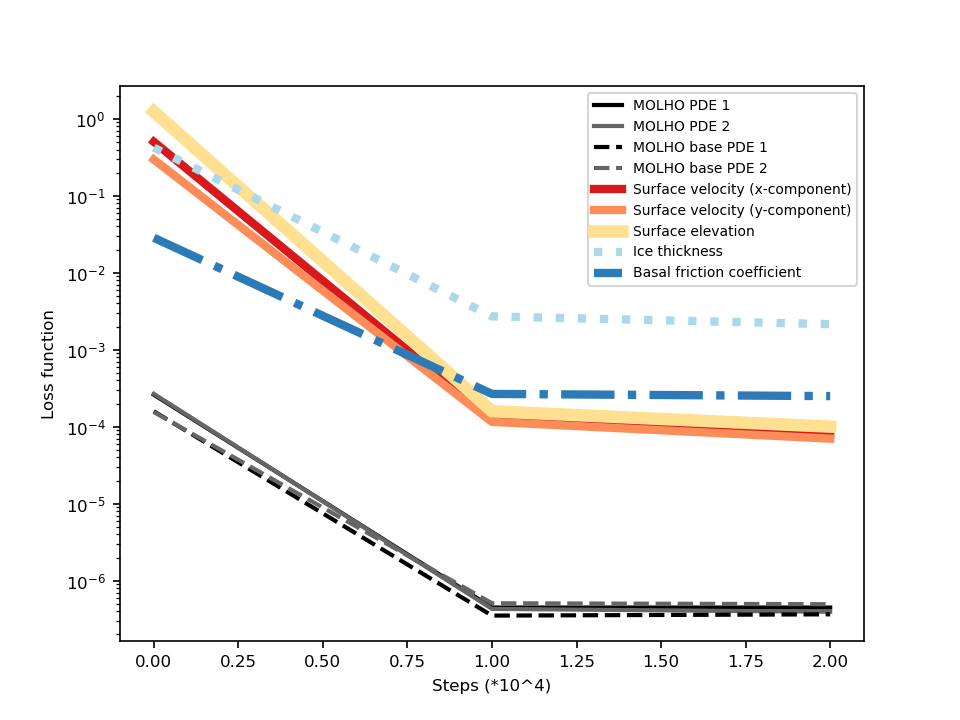 MOLHO PDE 1
MOLHO PDE 2
MOLHO base PDE 1
MOLHO base PDE 2
Surface velocity (x-component)
Surface velocity (y-component)
Surface elevation
Ice thickness
Basal friction coefficient
Loss function
10^0
10^-1
10^-2
10^-3
10^-4
10^-5
10^-6
0.00 0.25 0.50 0.75 1.00 1.25 1.50 1.75 2.00
Steps (*10^4)